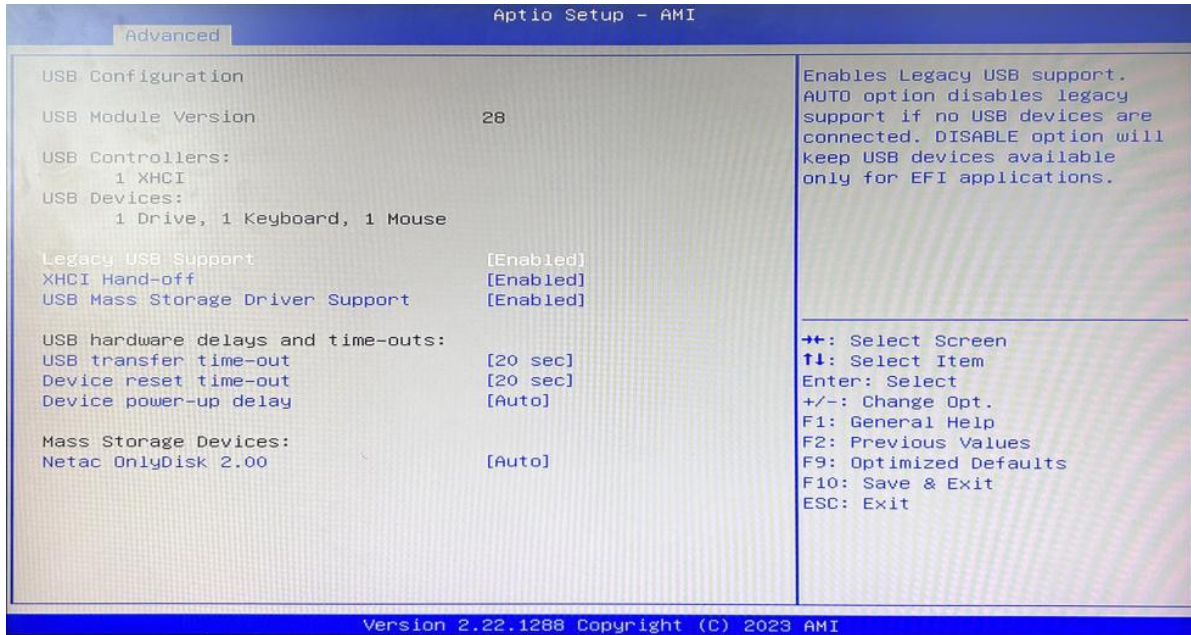 Aptio Setup – AMI
Advanced
USB Configuration
USB Module Version 28
USB Controllers:
1 XHCI
USB Devices:
1 Drive, 1 Keyboard, 1 Mouse
Legacy USB Support [Enabled]
XHCI Hand-off [Enabled]
USB Mass Storage Driver Support [Enabled]
USB hardware delays and time-outs:
USB transfer time-out [20 sec]
Device reset time-out [20 sec]
Device power-up delay [Auto]
Mass Storage Devices:
Netac OnlyDisk 2.00 [Auto]
Enables Legacy USB support.
AUTO option disables legacy
support if no USB devices are
connected. DISABLE option will
keep USB devices available
only for EFI applications.
→←: Select Screen
↑↓: Select Item
Enter: Select
+/-: Change Opt.
F1: General Help
F2: Previous Values
F9: Optimized Defaults
F10: Save & Exit
ESC: Exit
Version 2.22.1288 Copyright (C) 2023 AMI